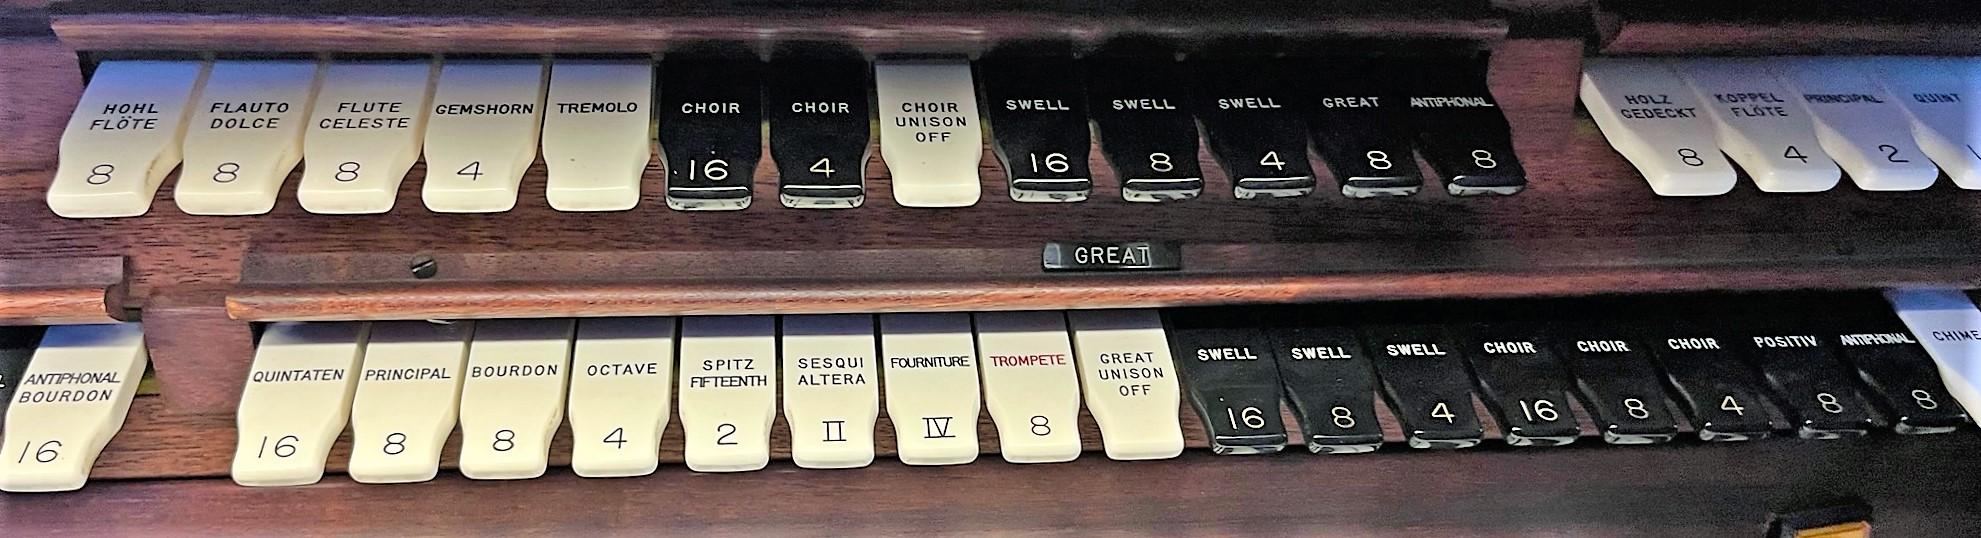 HOHL
FLÖTE
8
FLAUTO
DOLCE
8
FLUTE
CELESTE
8
GEMSHORN
4
TREMOLO
CHOIR
16
CHOIR
4
CHOIR
UNISON
OFF
SWELL
16
SWELL
8
SWELL
4
GREAT
8
ANTIPHONAL
8
HOLZ
GEDECKT
8
KOPPEL
FLÖTE
4
PRINCIPAL
2
QUINT
GREAT
ANTIPHONAL
BOURDON
16
QUINTATEN
16
PRINCIPAL
8
BOURDON
8
OCTAVE
4
SPITZ
FIFTEENTH
2
SESQUI
ALTERA
II
FOURNITURE
IV
TROMPETE
8
GREAT
UNISON
OFF
SWELL
16
SWELL
8
SWELL
4
CHOIR
16
CHOIR
8
CHOIR
4
POSITIV
8
ANTIPHONAL
8
CHIME